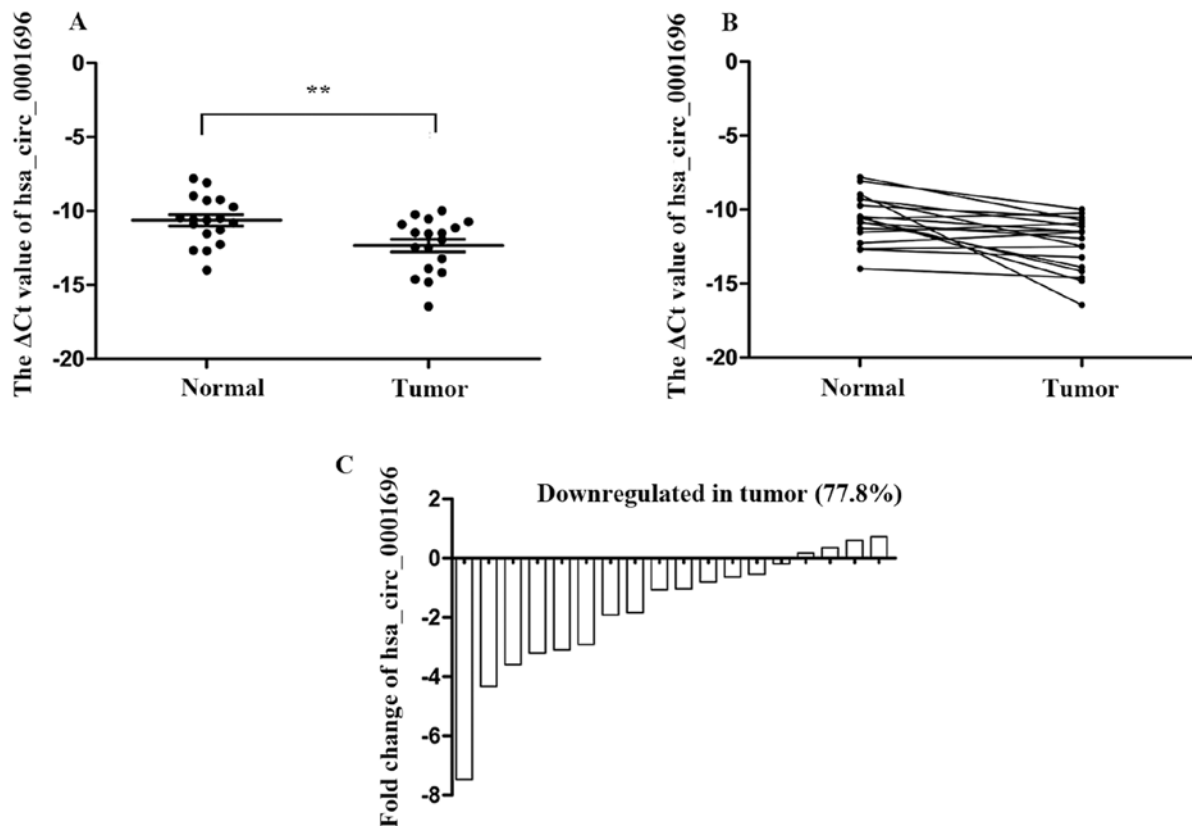 A
The ΔCt value of hsa_circ_0001696
0
-5
-10
-15
-20
**
Normal
Tumor
B
The ΔCt value of hsa_circ_0001696
0
-5
-10
-15
-20
Normal
Tumor
C
Fold change of hsa_circ_0001696
Downregulated in tumor (77.8%)
2
0
-2
-4
-6
-8